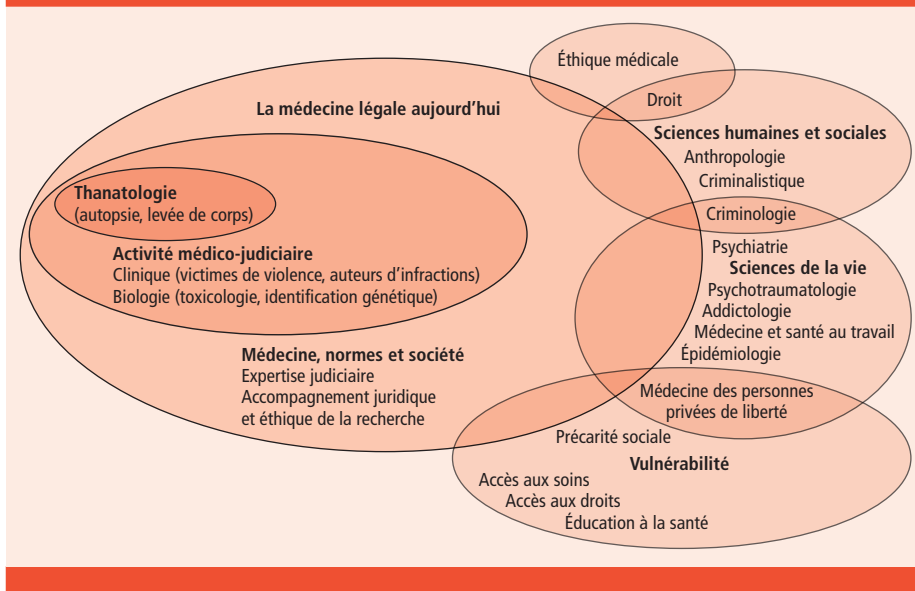 La médecine légale aujourd'hui
Thanatologie
(autopsie, levée de corps)
Activité médico-judiciaire
Clinique (victimes de violence, auteurs d'infractions)
Biologie (toxicologie, identification génétique)
Médecine, normes et société
Expertise judiciaire
Accompagnement juridique
et éthique de la recherche
Éthique médicale
Droit
Sciences humaines et sociales
Anthropologie
Criminalistique
Criminologie
Psychiatrie
Sciences de la vie
Psychotraumatologie
Addictologie
Médecine et santé au travail
Épidémiologie
Médecine des personnes
privées de liberté
Précarité sociale
Vulnérabilité
Accès aux soins
Accès aux droits
Éducation à la santé